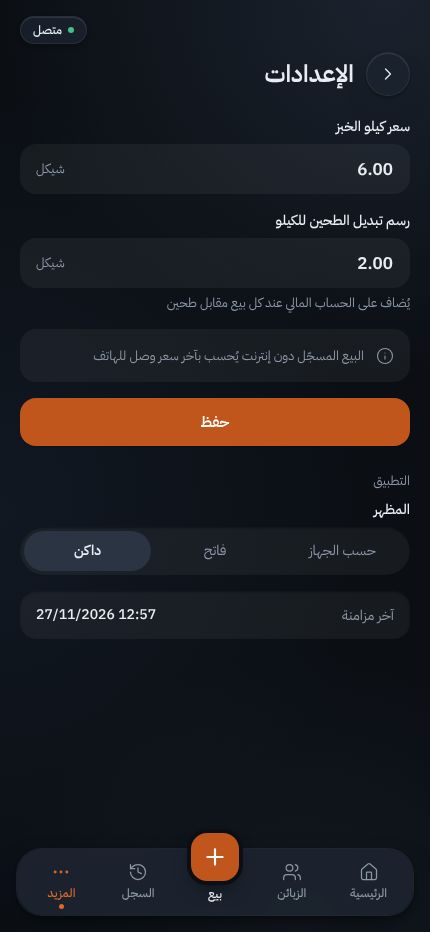 متصل
الإعدادات
سعر كيلو الخبز
6.00 شيكل
رسم تبديل الطحين للكيلو
2.00 شيكل
يُضاف على الحساب المالي عند كل بيع مقابل طحين
البيع المسجّل دون إنترنت يُحسب بآخر سعر وصل للهاتف
حفظ
التطبيق
المظهر
حسب الجهاز فاتح داكن
آخر مزامنة 27/11/2026 12:57
الرئيسية الزبائن بيع السجل المزيد